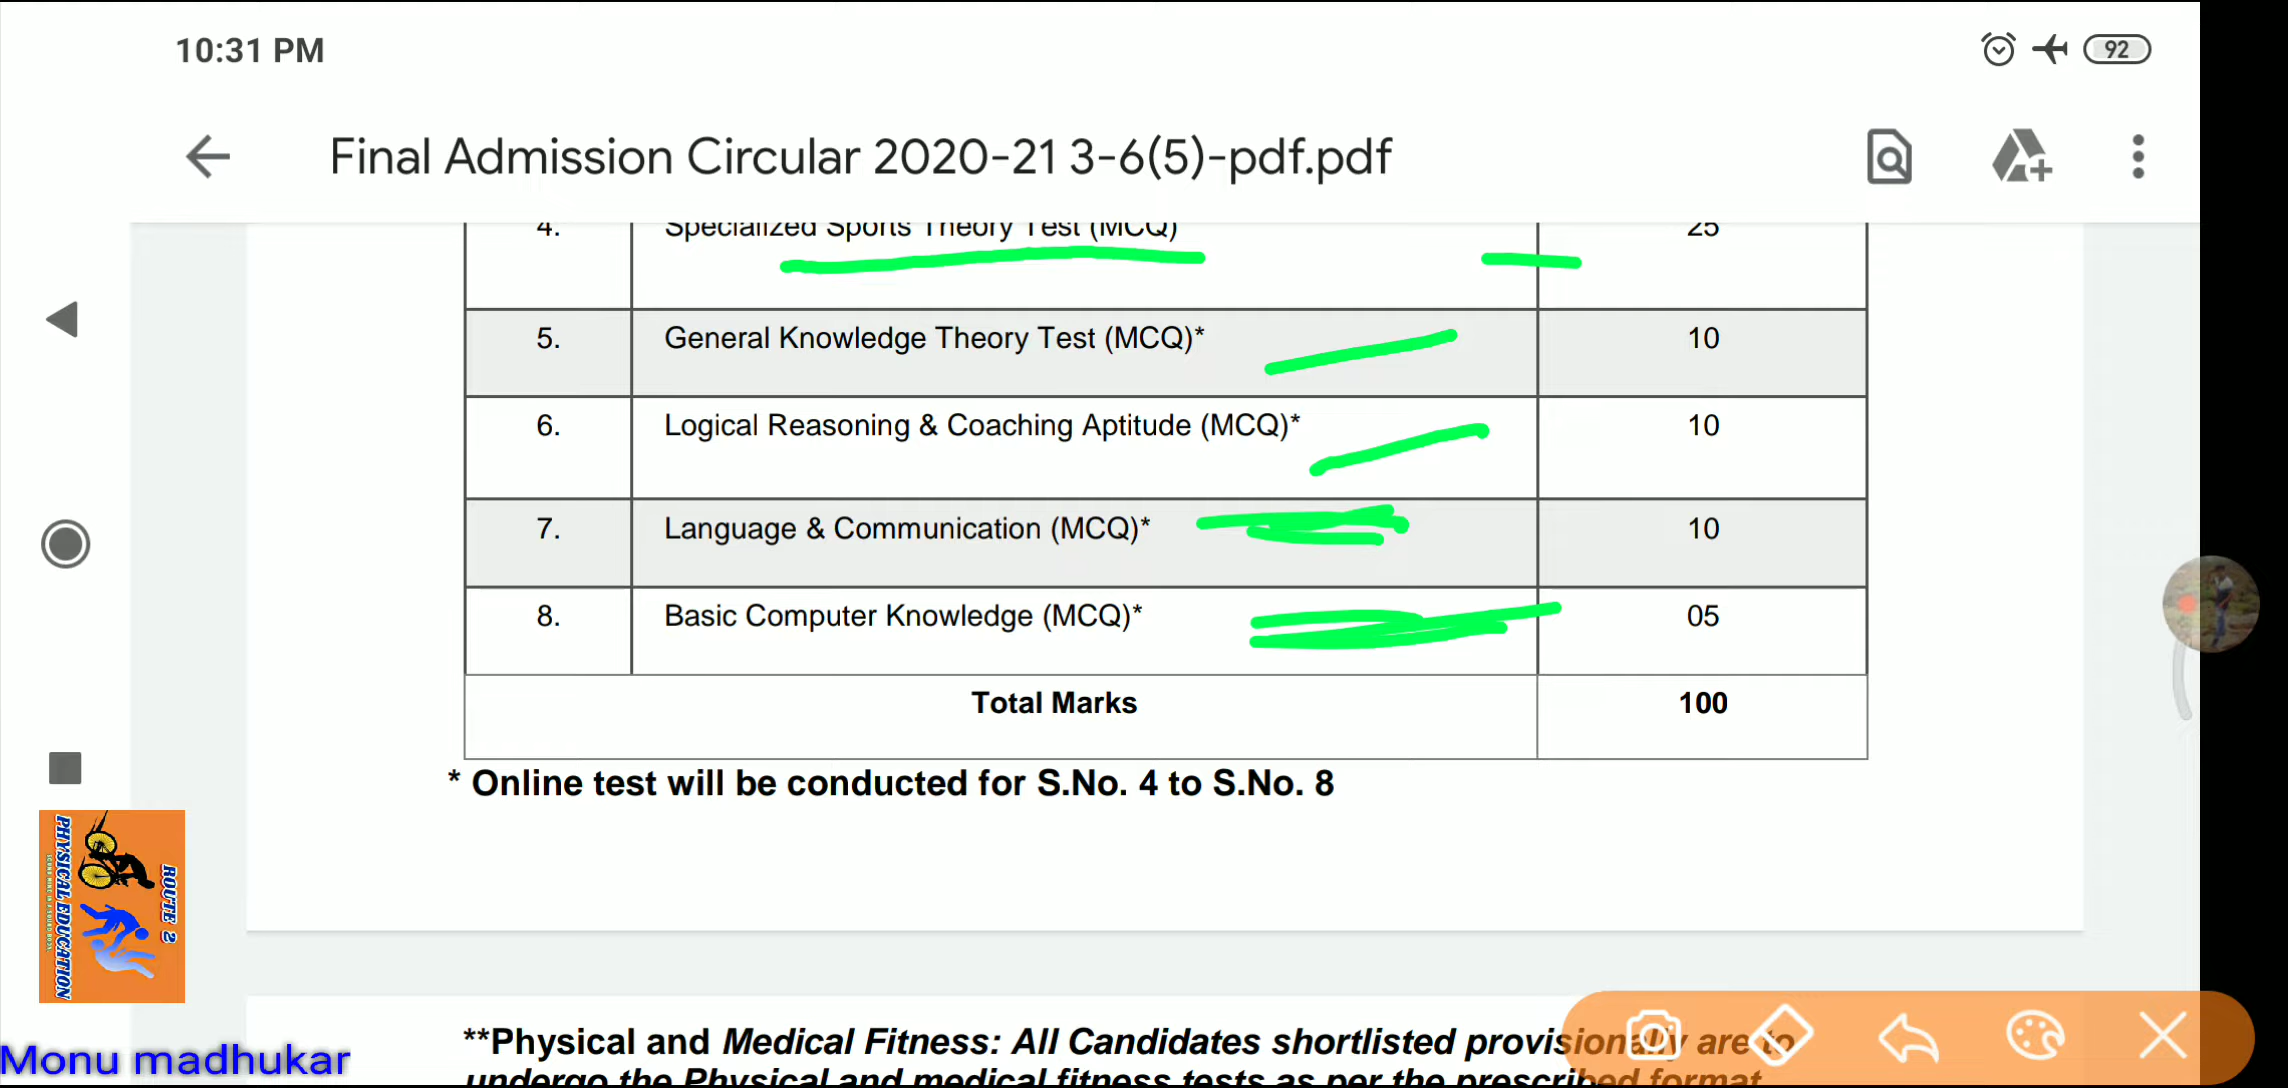 10:31 PM
92
Final Admission Circular 2020-21 3-6(5)-pdf.pdf
4. Specialized Sports Theory Test (MCQ) 25
5. General Knowledge Theory Test (MCQ)* 10
6. Logical Reasoning & Coaching Aptitude (MCQ)* 10
7. Language & Communication (MCQ)* 10
8. Basic Computer Knowledge (MCQ)* 05
Total Marks 100
* Online test will be conducted for S.No. 4 to S.No. 8
ROUTE 2
PHYSICAL EDUCATION
Monu madhukar
**Physical and Medical Fitness: All Candidates shortlisted provisionally are to
undergo the Physical and medical fitness tests as per the prescribed format